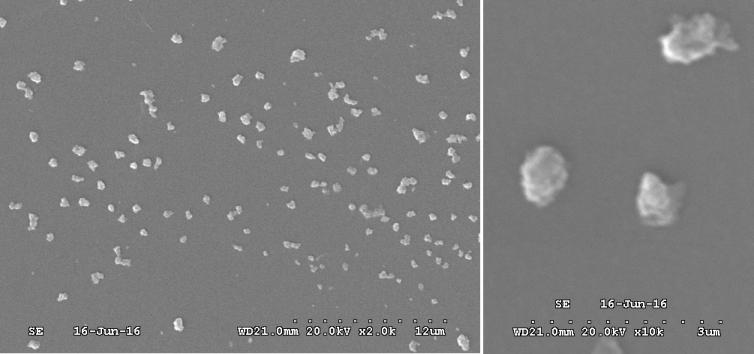 SE 16-Jun-16 WD21.0mm 20.0kV x2.0k 12um
SE 16-Jun-16
WD21.0mm 20.0kV x10k 3um